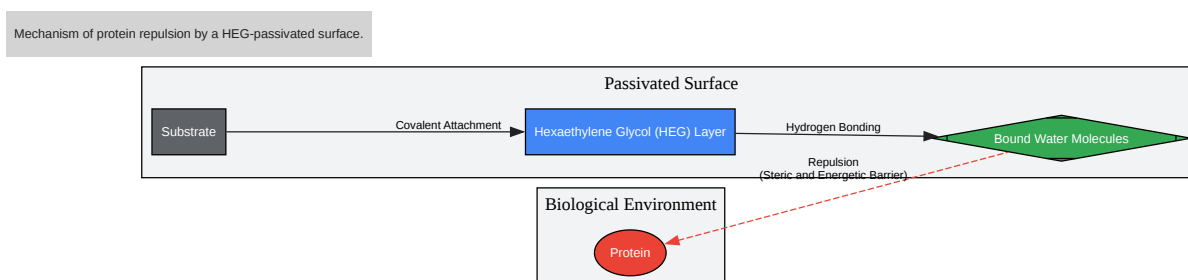 Mechanism of protein repulsion by a HEG-passivated surface.
Passivated Surface
Substrate
Covalent Attachment
Hexaethylene Glycol (HEG) Layer
Hydrogen Bonding
Bound Water Molecules
Repulsion
(Steric and Energetic Barrier)
Biological Environment
Protein